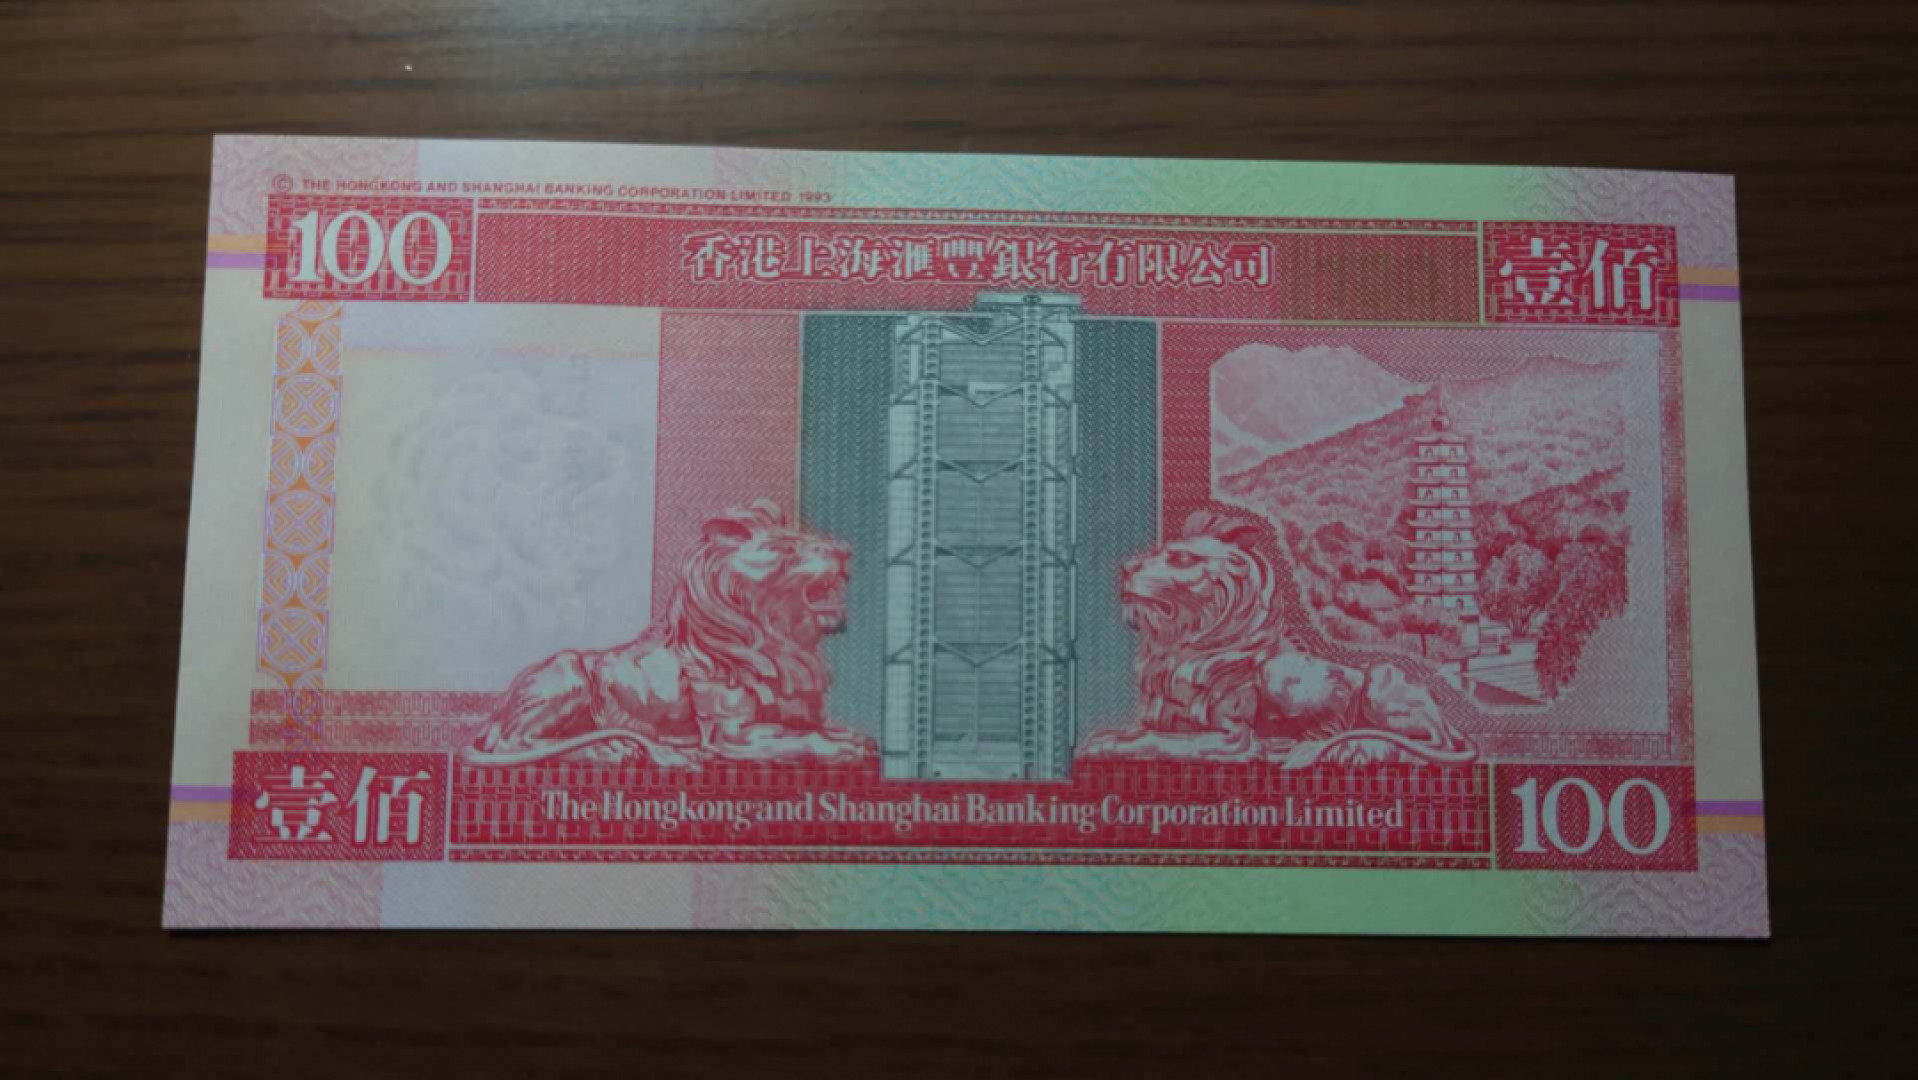 © THE HONGKONG AND SHANGHAI BANKING CORPORATION LIMITED 1993
100
香港上海滙豐銀行有限公司
壹佰
壹佰
The Hongkong and Shanghai Banking Corporation Limited
100